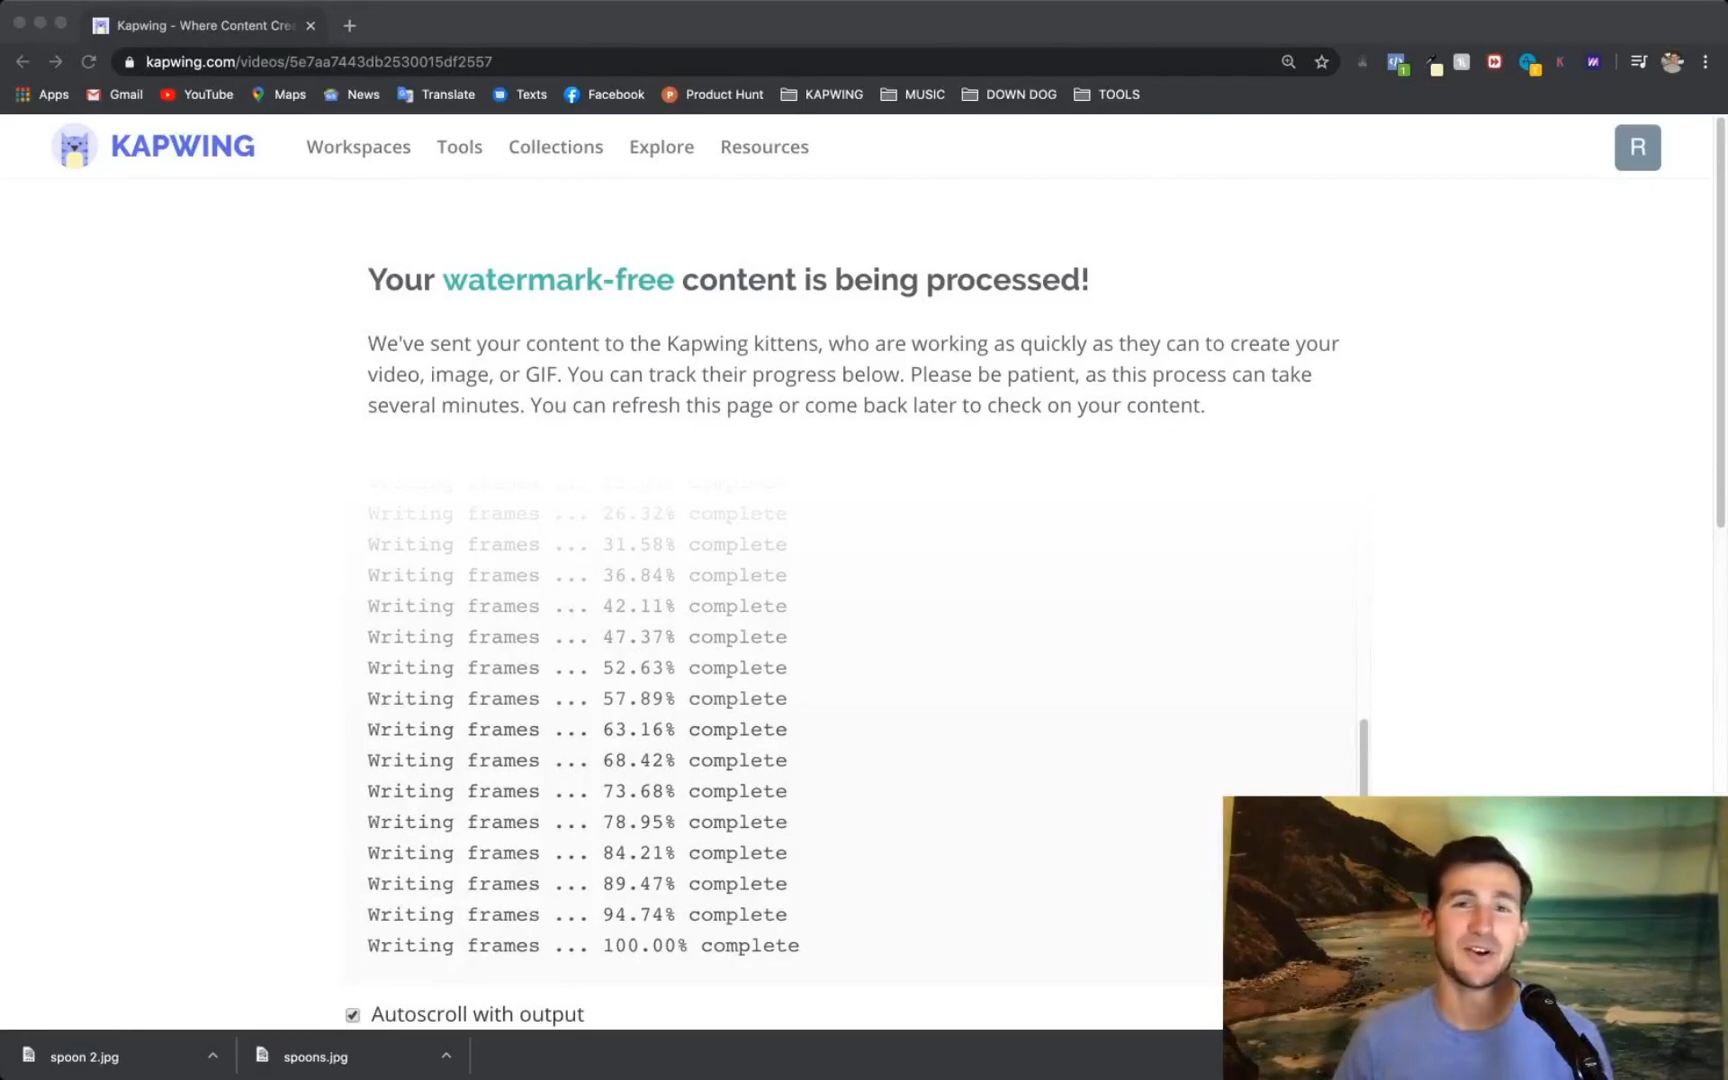 Kapwing - Where Content Crea
kapwing.com/videos/5e7aa7443db2530015df2557
Apps Gmail YouTube Maps News Translate Texts Facebook Product Hunt KAPWING MUSIC DOWN DOG TOOLS
KAPWING Workspaces Tools Collections Explore Resources R
Your watermark-free content is being processed!
We've sent your content to the Kapwing kittens, who are working as quickly as they can to create your
video, image, or GIF. You can track their progress below. Please be patient, as this process can take
several minutes. You can refresh this page or come back later to check on your content.
Writing frames ... 26.32% complete
Writing frames ... 31.58% complete
Writing frames ... 36.84% complete
Writing frames ... 42.11% complete
Writing frames ... 47.37% complete
Writing frames ... 52.63% complete
Writing frames ... 57.89% complete
Writing frames ... 63.16% complete
Writing frames ... 68.42% complete
Writing frames ... 73.68% complete
Writing frames ... 78.95% complete
Writing frames ... 84.21% complete
Writing frames ... 89.47% complete
Writing frames ... 94.74% complete
Writing frames ... 100.00% complete
Autoscroll with output
spoon 2.jpg spoons.jpg